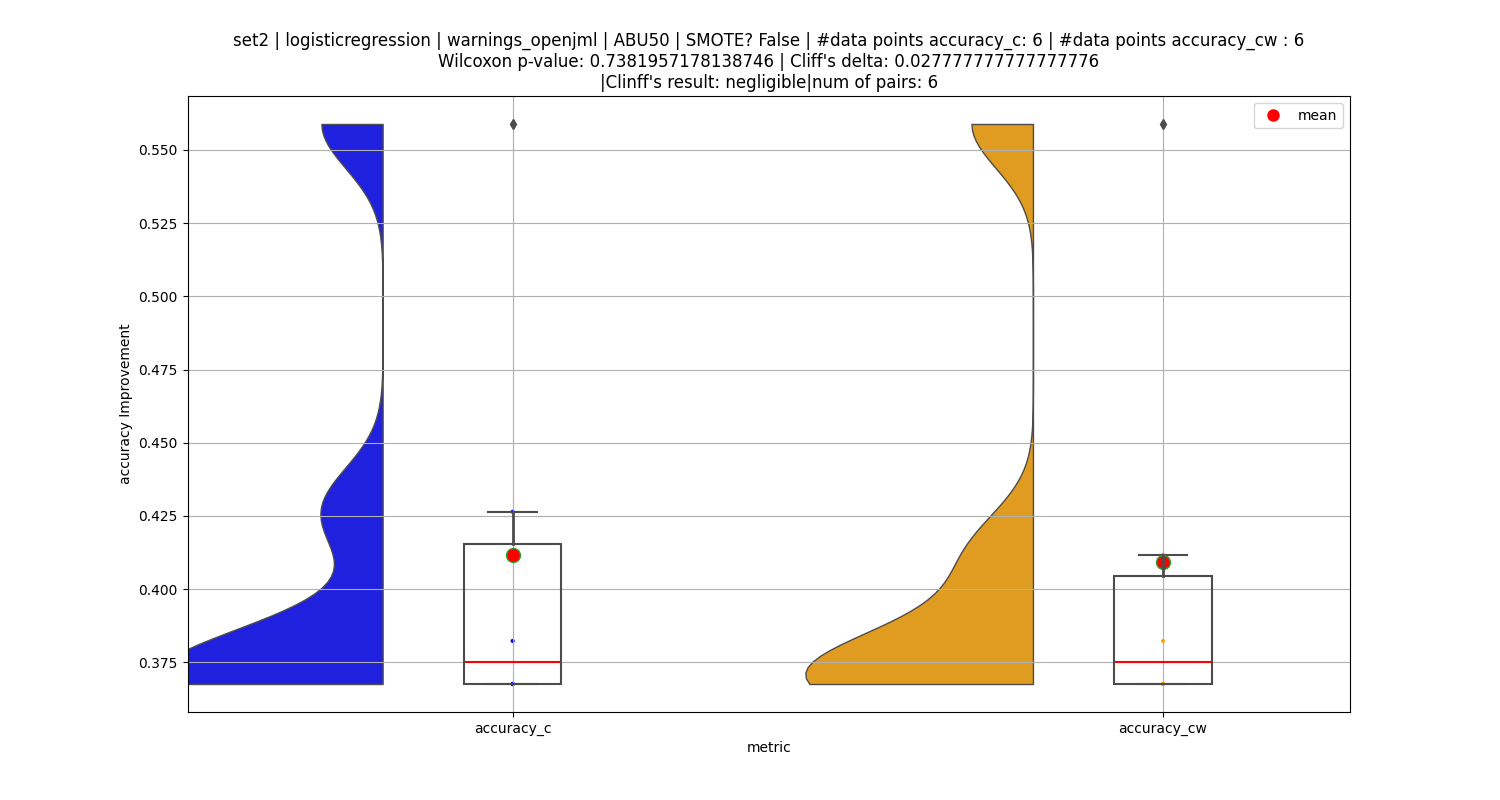 set2 | logisticregression | warnings_openjml | ABU50 | SMOTE? False | #data points accuracy_c: 6 | #data points accuracy_cw : 6
Wilcoxon p-value: 0.7381957178138746 | Cliff's delta: 0.027777777777777776
|Clinff's result: negligible|num of pairs: 6
mean
0.550
0.525
0.500
0.475
0.450
0.425
0.400
0.375
accuracy Improvement
accuracy_c
accuracy_cw
metric